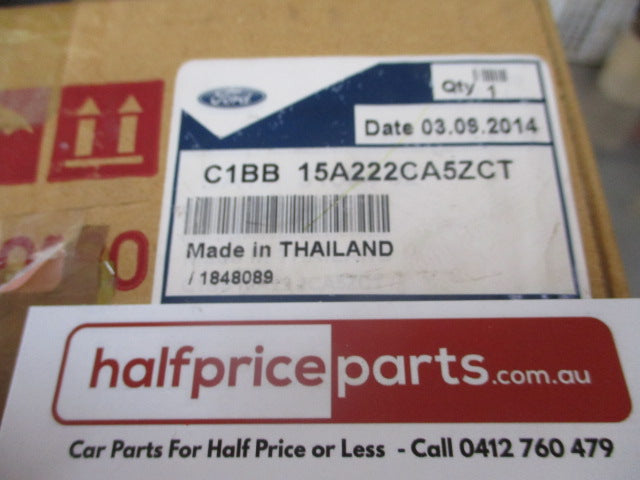 Ford
Qty 1
Date 03.09.2014
C1BB 15A222CA5ZCT
Made in THAILAND
/ 1848089
halfpriceparts.com.au
Car Parts For Half Price or Less - Call 0412 760 479